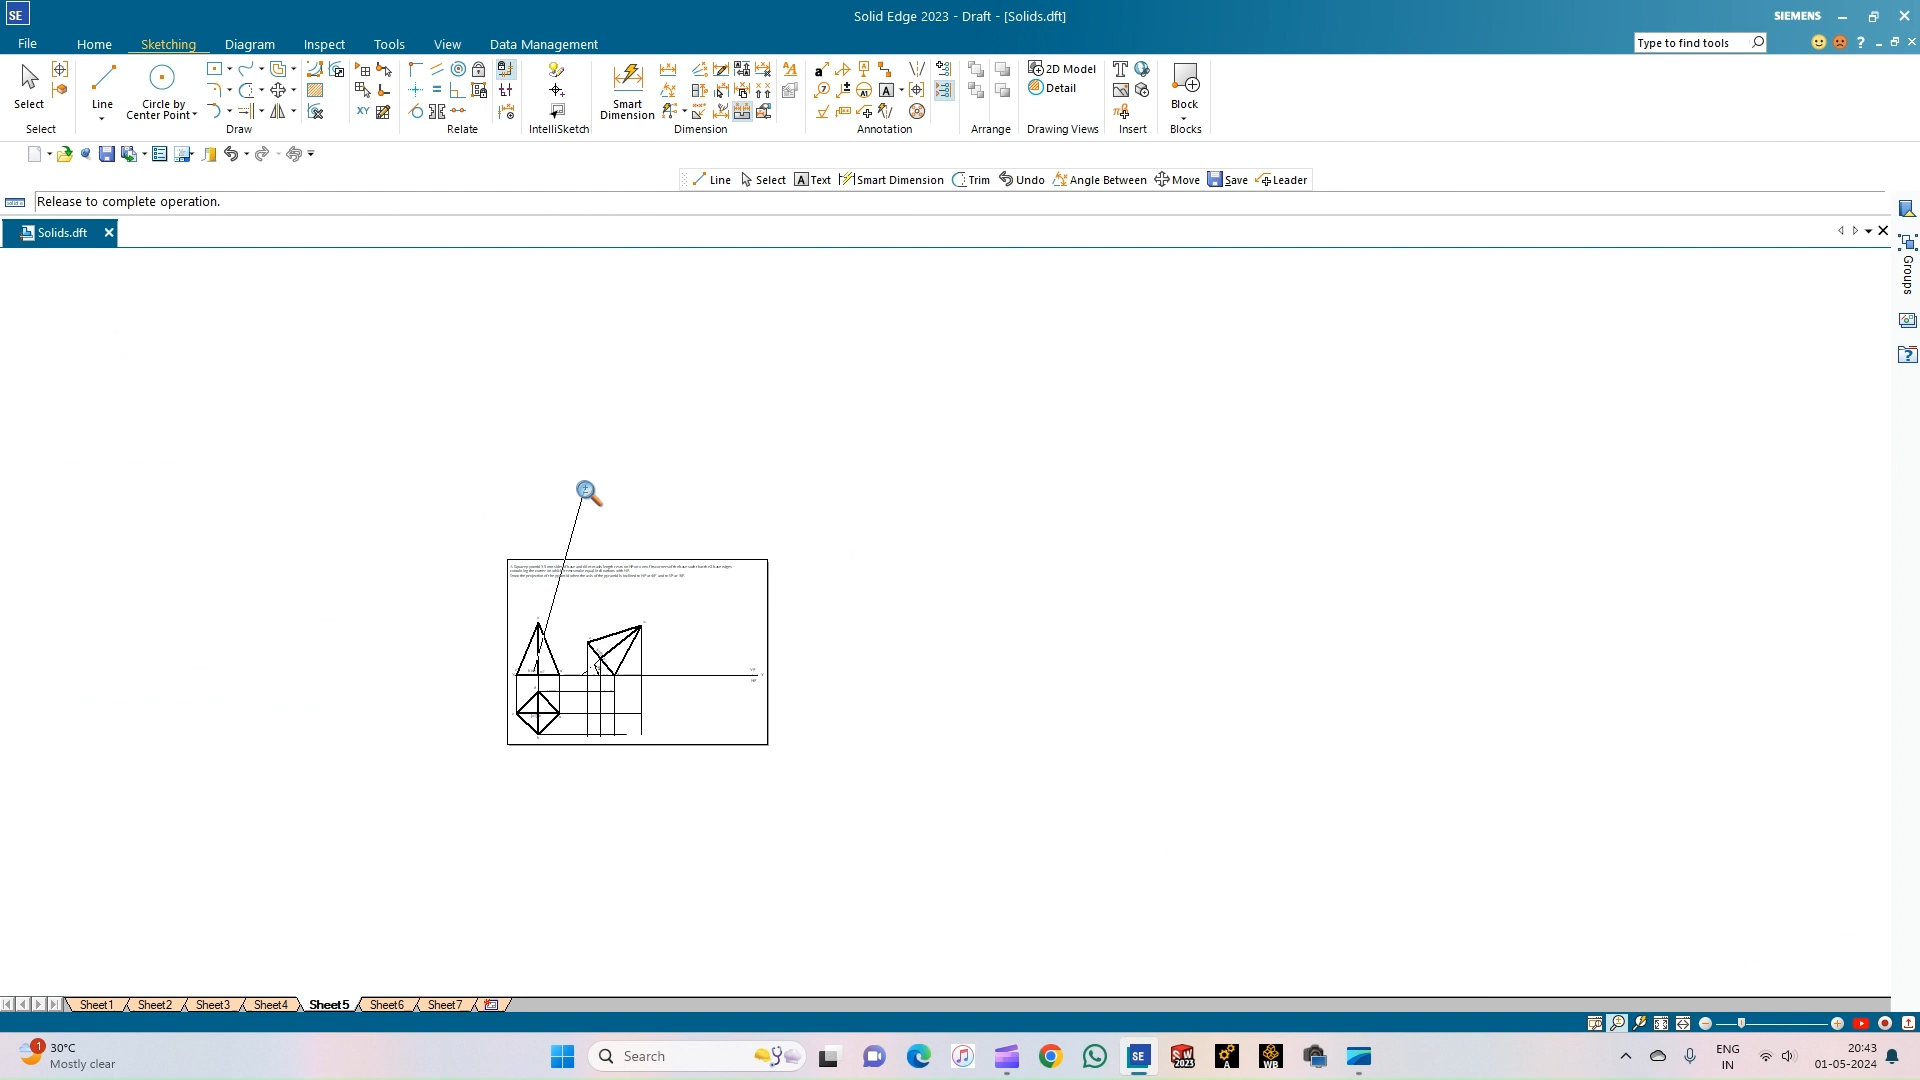 SE
Solid Edge 2023 - Draft - [Solids.dft]
SIEMENS
File Home Sketching Diagram Inspect Tools View Data Management
Type to find tools
Select
Line
Circle by
Center Point
Smart
Dimension
2D Model
Detail
Block
Select Draw Relate IntelliSketch Dimension Annotation Arrange Drawing Views Insert Blocks
Line Select Text Smart Dimension Trim Undo Angle Between Move Save Leader
Release to complete operation.
Solids.dft
Groups
Sheet1 Sheet2 Sheet3 Sheet4 Sheet5 Sheet6 Sheet7
30°C
Mostly clear
1
Search
ENG
IN
20:43
01-05-2024